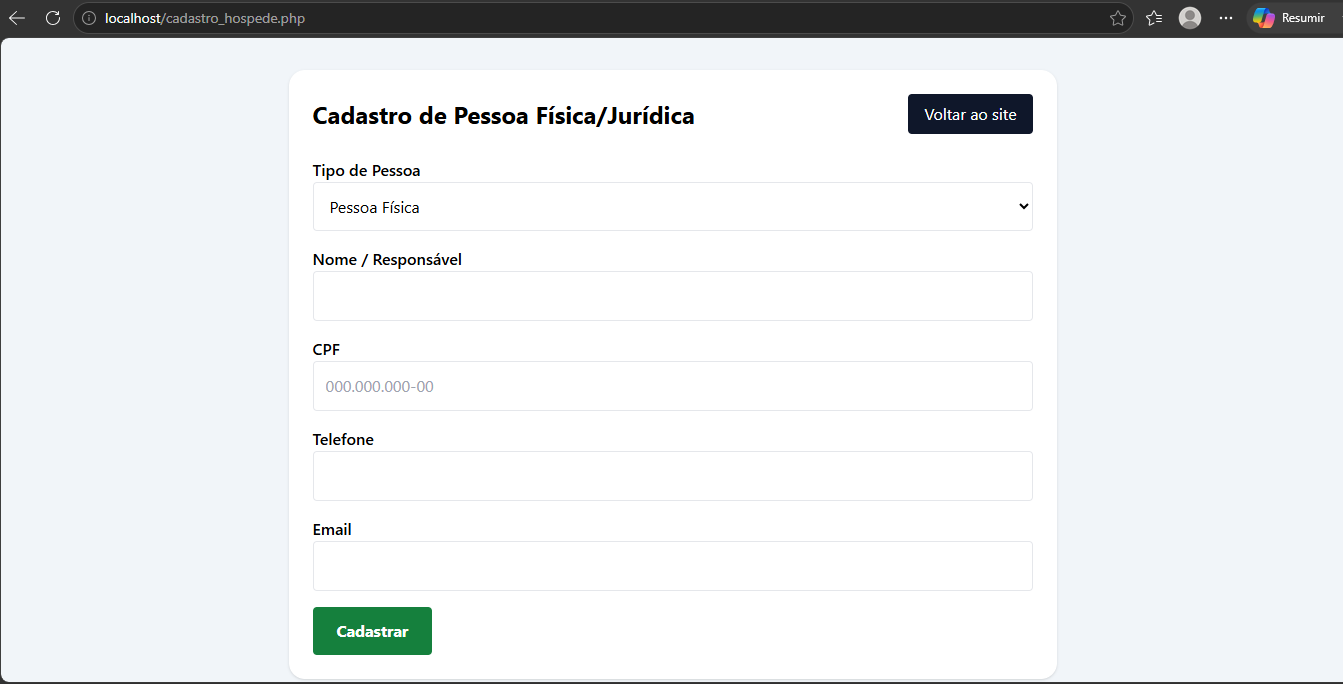 localhost/cadastro_hospede.php
Resumir
Cadastro de Pessoa Física/Jurídica
Voltar ao site
Tipo de Pessoa
Pessoa Física
Nome / Responsável
CPF
000.000.000-00
Telefone
Email
Cadastrar